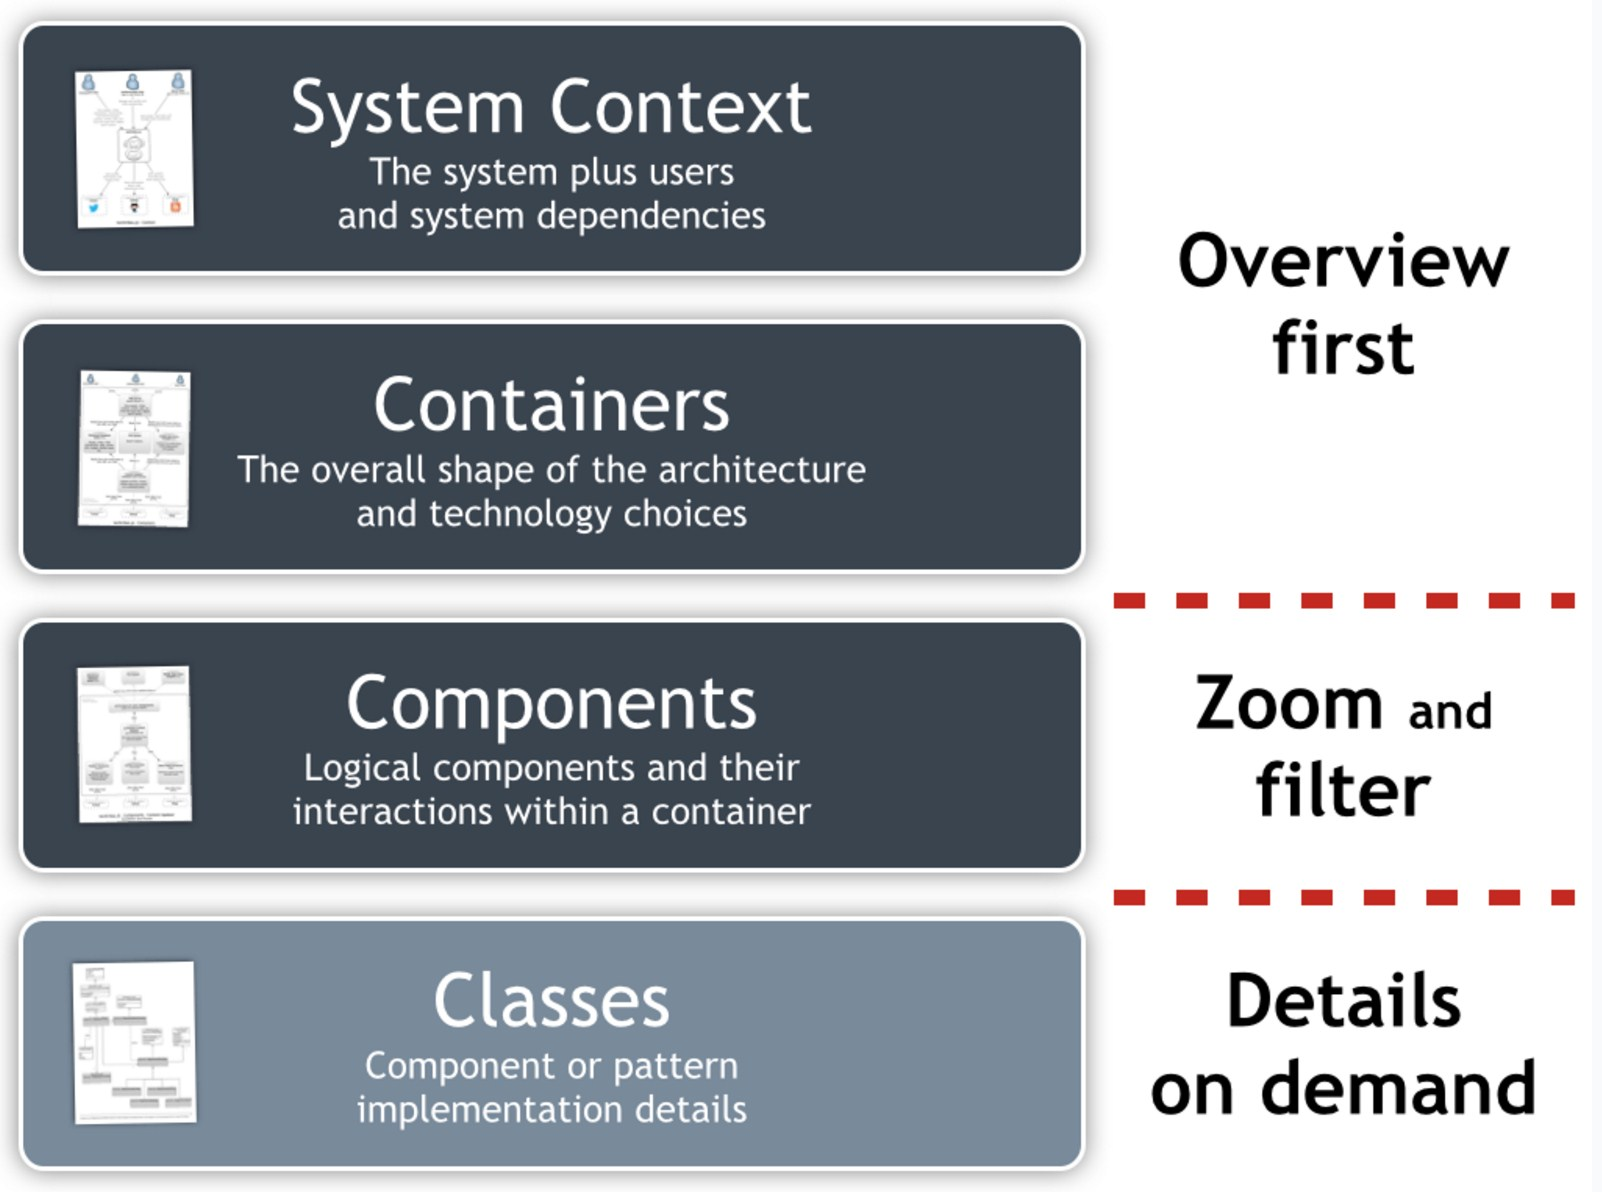 System Context
The system plus users
and system dependencies
Overview
first
Containers
The overall shape of the architecture
and technology choices
Components
Logical components and their
interactions within a container
Zoom and
filter
Classes
Component or pattern
implementation details
Details
on demand